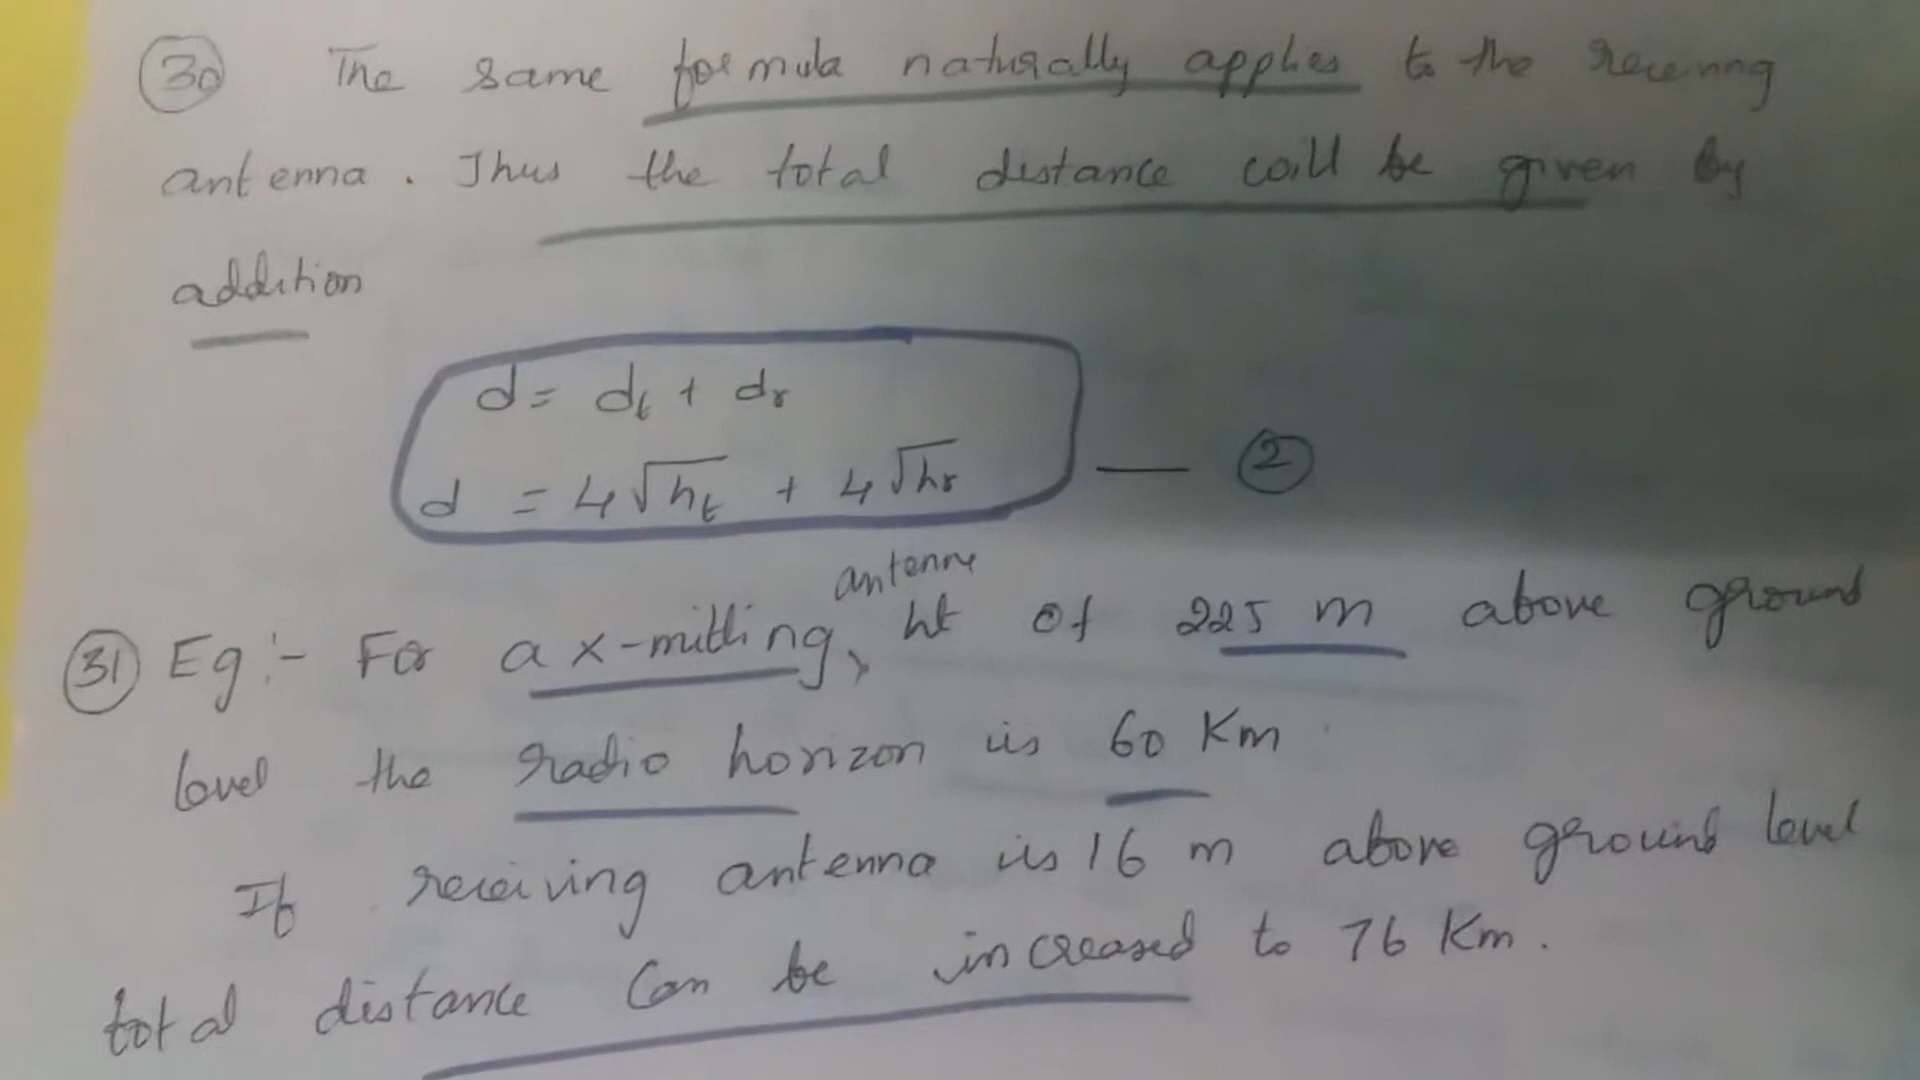 30 The same formula naturally applies to the receiving
antenna. Thus the total distance will be given by
addition
d = dt + dr
d = 4√ht + 4√hr — 2
antenna
31 Eg:- For a x-mitting, ht of 225 m above ground
level the radio horizon is 60 Km
If receiving antenna is 16 m above ground level
total distance can be increased to 76 Km.